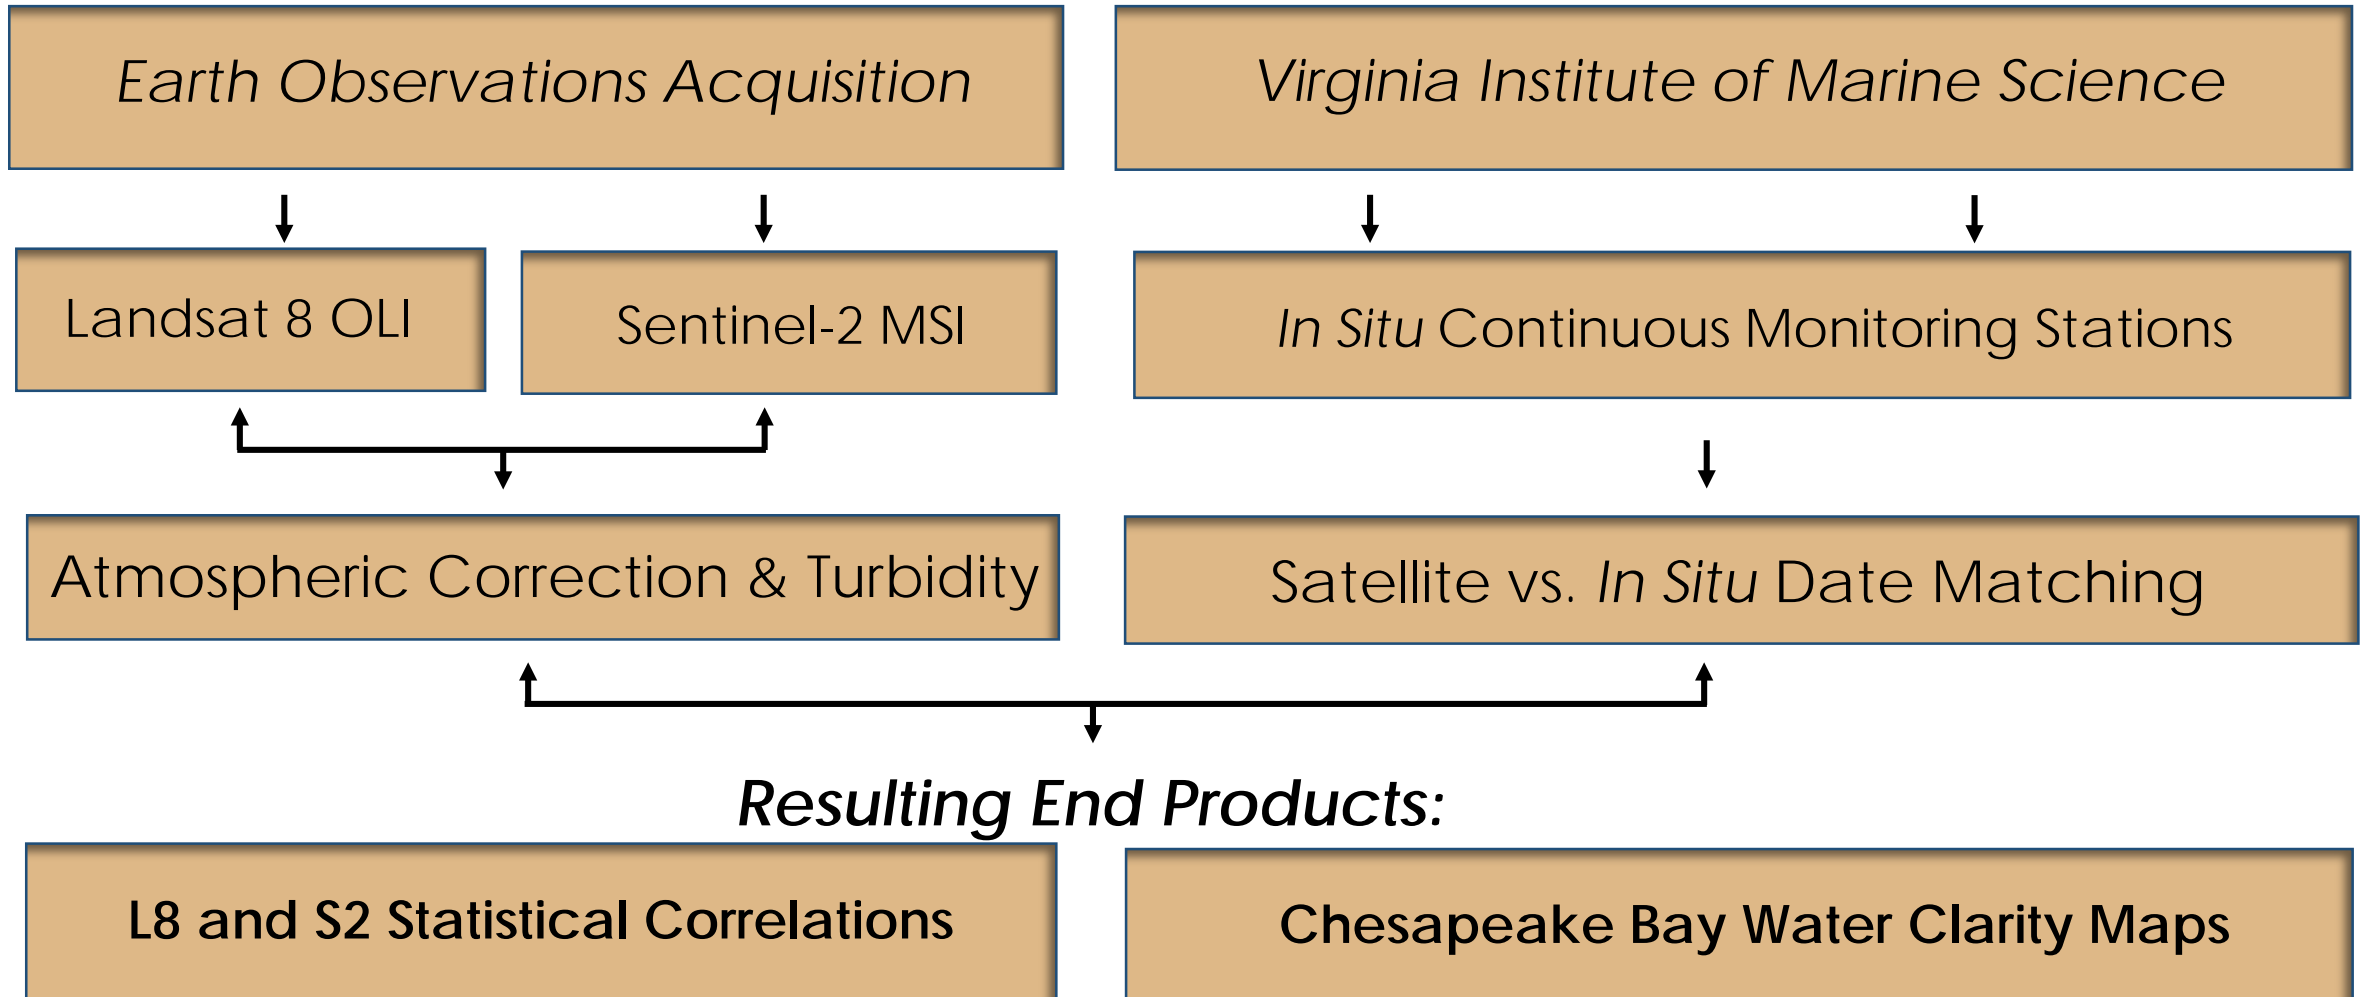 Earth Observations Acquisition
Virginia Institute of Marine Science
Landsat 8 OLI
Sentinel-2 MSI
In Situ Continuous Monitoring Stations
Atmospheric Correction & Turbidity
Satellite vs. In Situ Date Matching
Resulting End Products:
L8 and S2 Statistical Correlations
Chesapeake Bay Water Clarity Maps